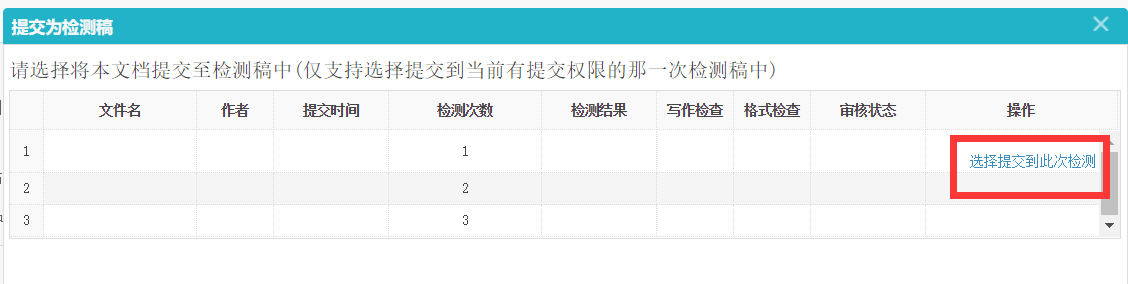 提交为检测稿
请选择将本文档提交至检测稿中(仅支持选择提交到当前有提交权限的那一次检测稿中)
文件名 作者 提交时间 检测次数 检测结果 写作检查 格式检查 审核状态 操作
1 1 选择提交到此次检测
2 2
3 3